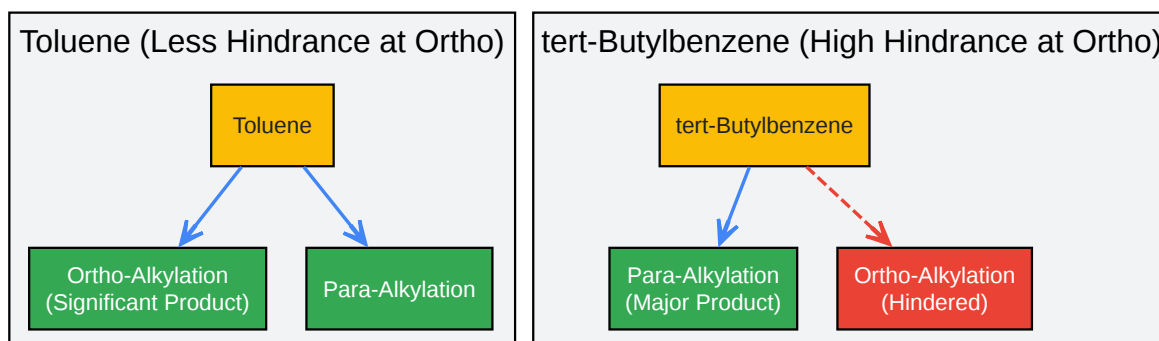 Toluene (Less Hindrance at Ortho)
Toluene
Ortho-Alkylation
(Significant Product)
Para-Alkylation
tert-Butylbenzene (High Hindrance at Ortho)
tert-Butylbenzene
Para-Alkylation
(Major Product)
Ortho-Alkylation
(Hindered)